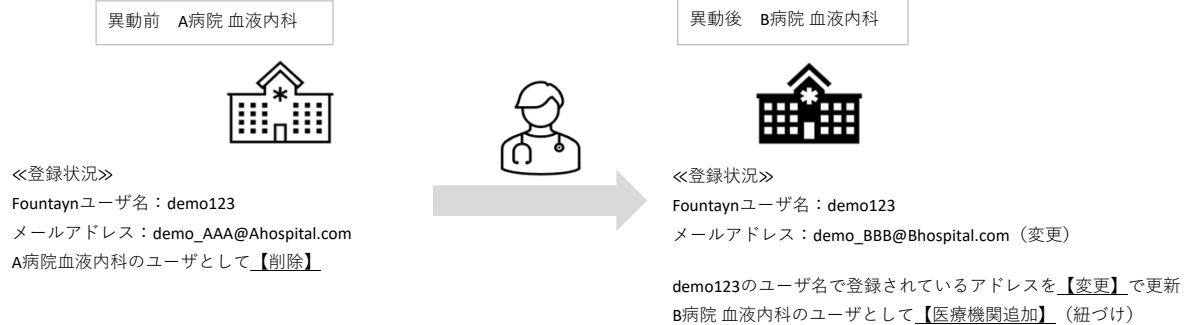 異動前　A病院 血液内科
≪登録状況≫
Fountaynユーザ名：demo123
メールアドレス：demo_AAA@Ahospital.com
A病院血液内科のユーザとして【削除】
異動後　B病院 血液内科
≪登録状況≫
Fountaynユーザ名：demo123
メールアドレス：demo_BBB@Bhospital.com（変更）
demo123のユーザ名で登録されているアドレスを【変更】で更新
B病院 血液内科のユーザとして【医療機関追加】（紐づけ）